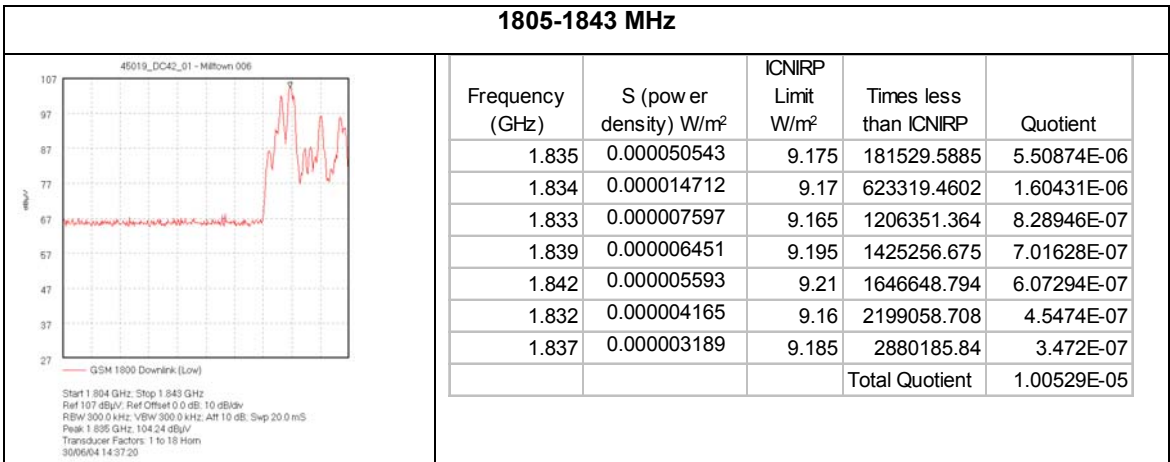 1805-1843 MHz
45019_DC42_01 - Milltown 006
107
97
87
77
67
57
47
37
27
dBµV
GSM 1800 Downlink (Low)
Start 1.804 GHz; Stop 1.843 GHz
Ref 107 dBµV; Ref Offset 0.0 dB; 10 dB/div
RBW 300.0 kHz; VBW 300.0 kHz; Att 10 dB; Swp 20.0 mS
Peak 1.835 GHz, 104.24 dBµV
Transducer Factors: 1 to 18 Horn
30/06/04 14:37:20
Frequency (GHz) S (power density) W/m² ICNIRP Limit W/m² Times less than ICNIRP Quotient
1.835 0.000050543 9.175 181529.5885 5.50874E-06
1.834 0.000014712 9.17 623319.4602 1.60431E-06
1.833 0.000007597 9.165 1206351.364 8.28946E-07
1.839 0.000006451 9.195 1425256.675 7.01628E-07
1.842 0.000005593 9.21 1646648.794 6.07294E-07
1.832 0.000004165 9.16 2199058.708 4.5474E-07
1.837 0.000003189 9.185 2880185.84 3.472E-07
Total Quotient 1.00529E-05